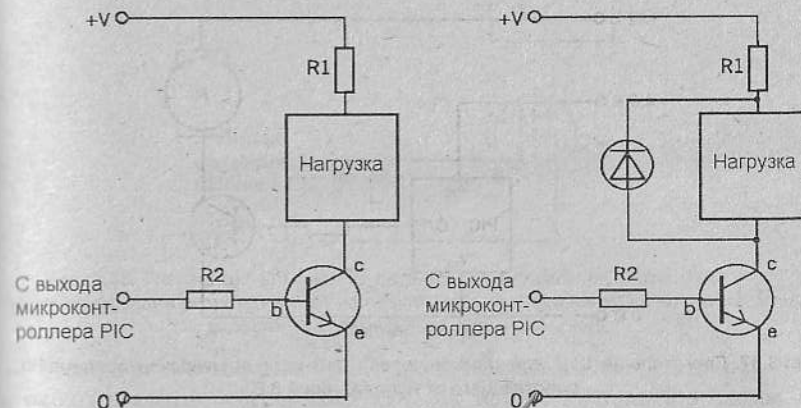 +V
R1
Нагрузка
c
R2
b
e
С выхода
микроконт-
роллера PIC
0
+V
R1
Нагрузка
c
R2
b
e
С выхода
микроконт-
роллера PIC
0